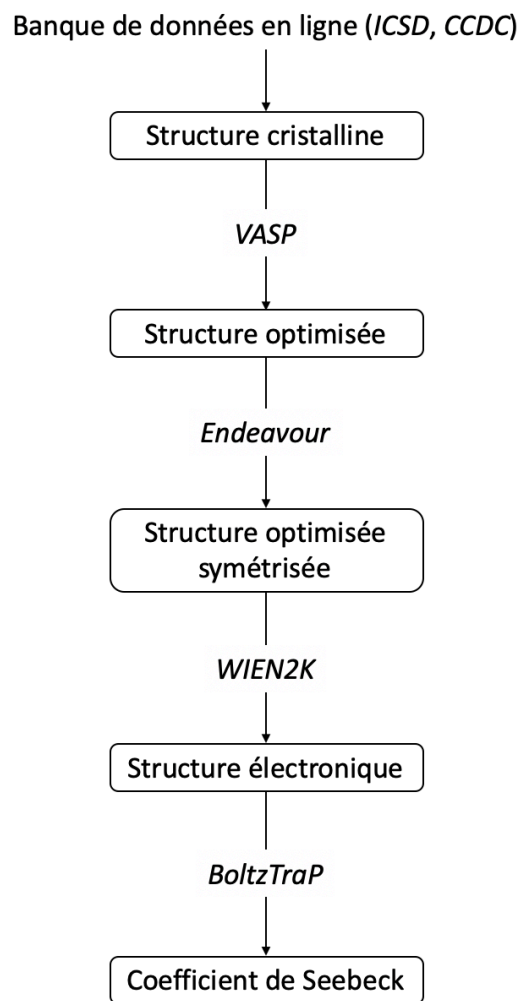 Banque de données en ligne (ICSD, CCDC)
Structure cristalline
VASP
Structure optimisée
Endeavour
Structure optimisée
symétrisée
WIEN2K
Structure électronique
BoltzTraP
Coefficient de Seebeck